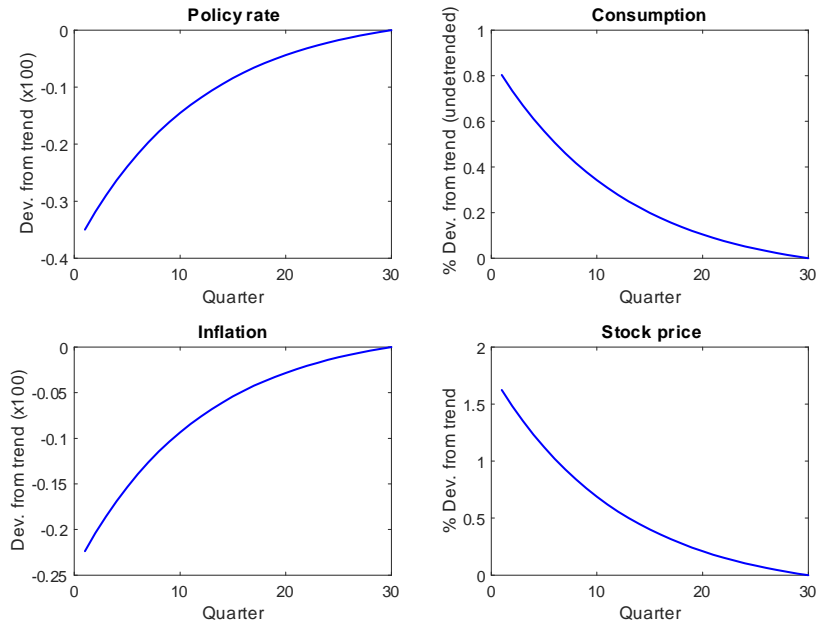 Policy rate
Dev. from trend (x100)
0
-0.1
-0.2
-0.3
-0.4
0 10 20 30
Quarter
Consumption
% Dev. from trend (undetrended)
1
0.8
0.6
0.4
0.2
0
0 10 20 30
Quarter
Inflation
Dev. from trend (x100)
0
-0.05
-0.1
-0.15
-0.2
-0.25
0 10 20 30
Quarter
Stock price
% Dev. from trend
2
1.5
1
0.5
0
0 10 20 30
Quarter